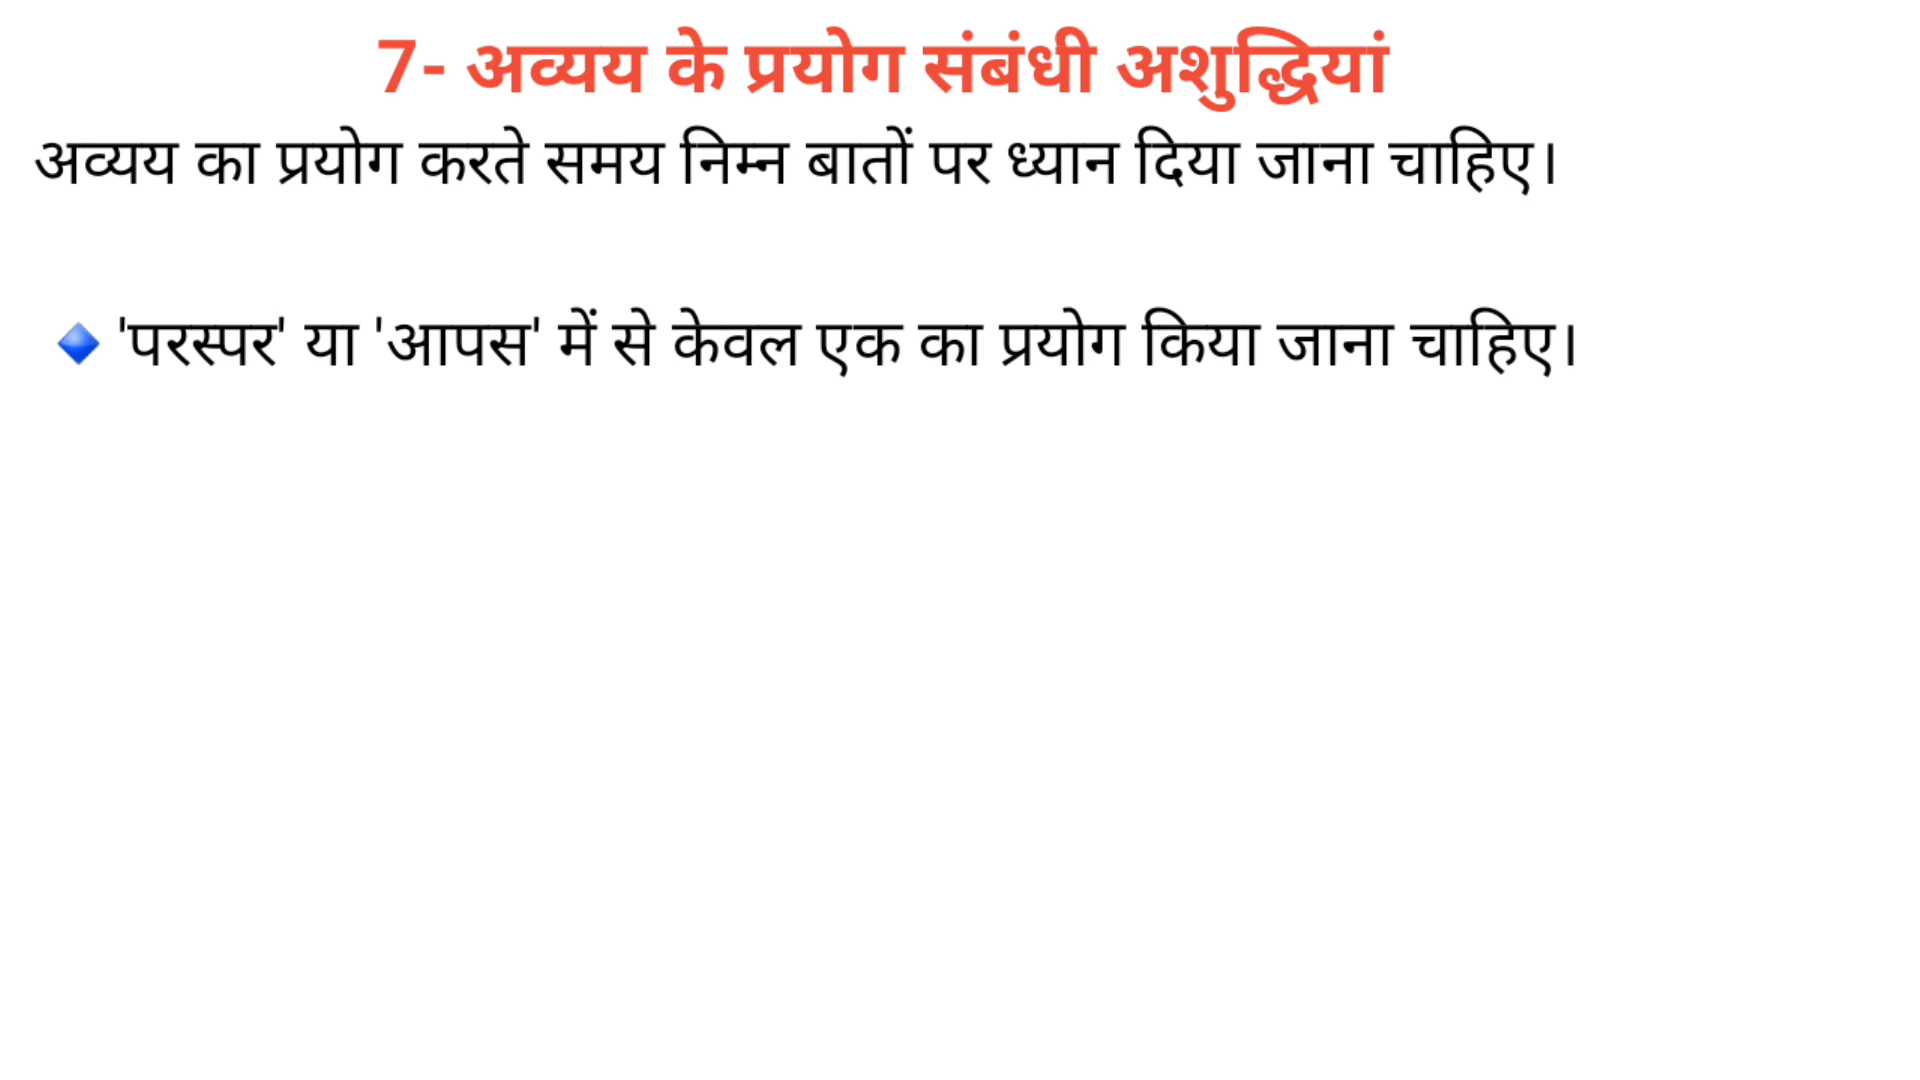 7- अव्यय के प्रयोग संबंधी अशुद्धियां
अव्यय का प्रयोग करते समय निम्न बातों पर ध्यान दिया जाना चाहिए।
🔹 'परस्पर' या 'आपस' में से केवल एक का प्रयोग किया जाना चाहिए।